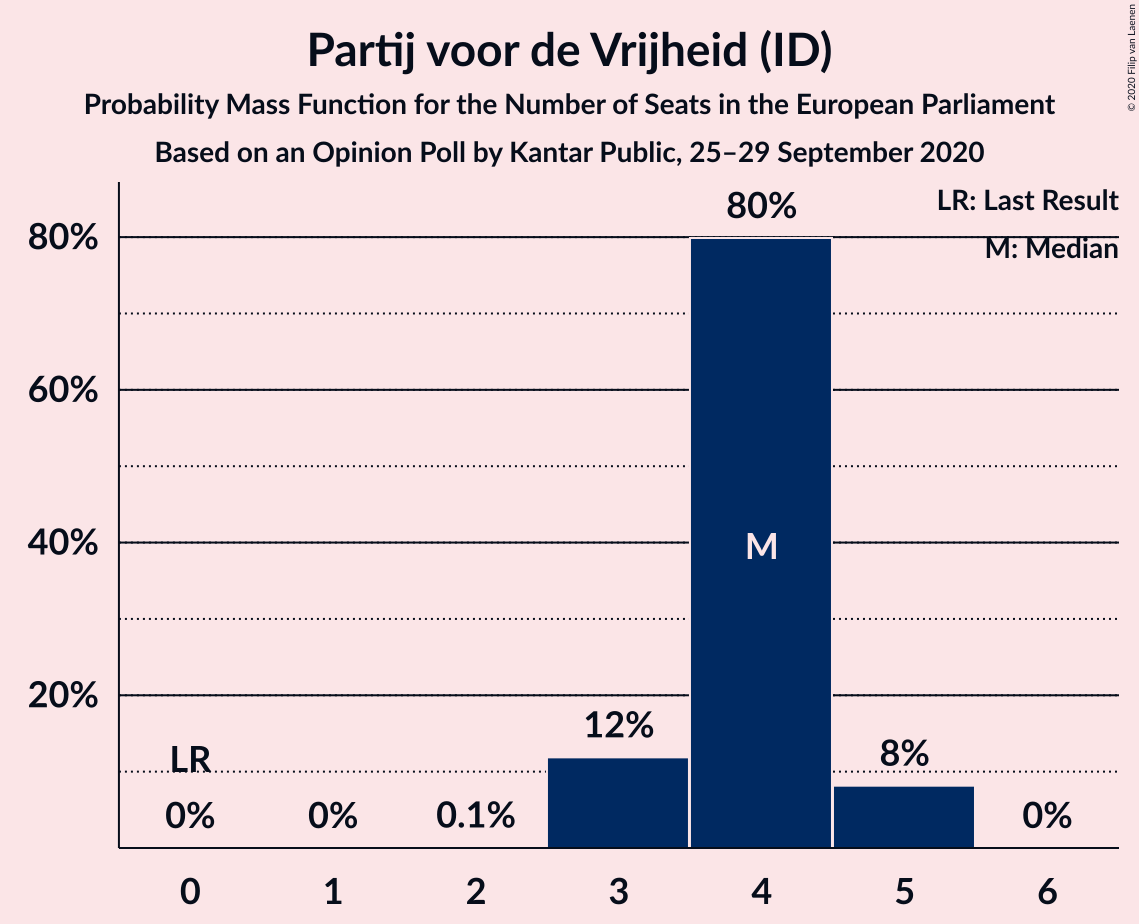 Partij voor de Vrijheid (ID)
Probability Mass Function for the Number of Seats in the European Parliament
Based on an Opinion Poll by Kantar Public, 25–29 September 2020
© 2020 Filip van Laenen
LR: Last Result
M: Median
80%
60%
40%
20%
LR
0%
0%
0.1%
12%
80%
M
8%
0%
0 1 2 3 4 5 6